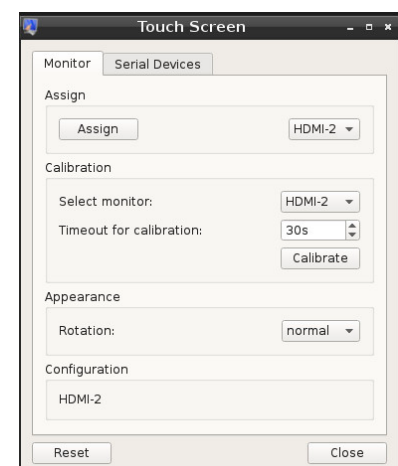 Touch Screen
Monitor Serial Devices
Assign
Assign HDMI-2
Calibration
Select monitor: HDMI-2
Timeout for calibration: 30s
Calibrate
Appearance
Rotation: normal
Configuration
HDMI-2
Reset Close